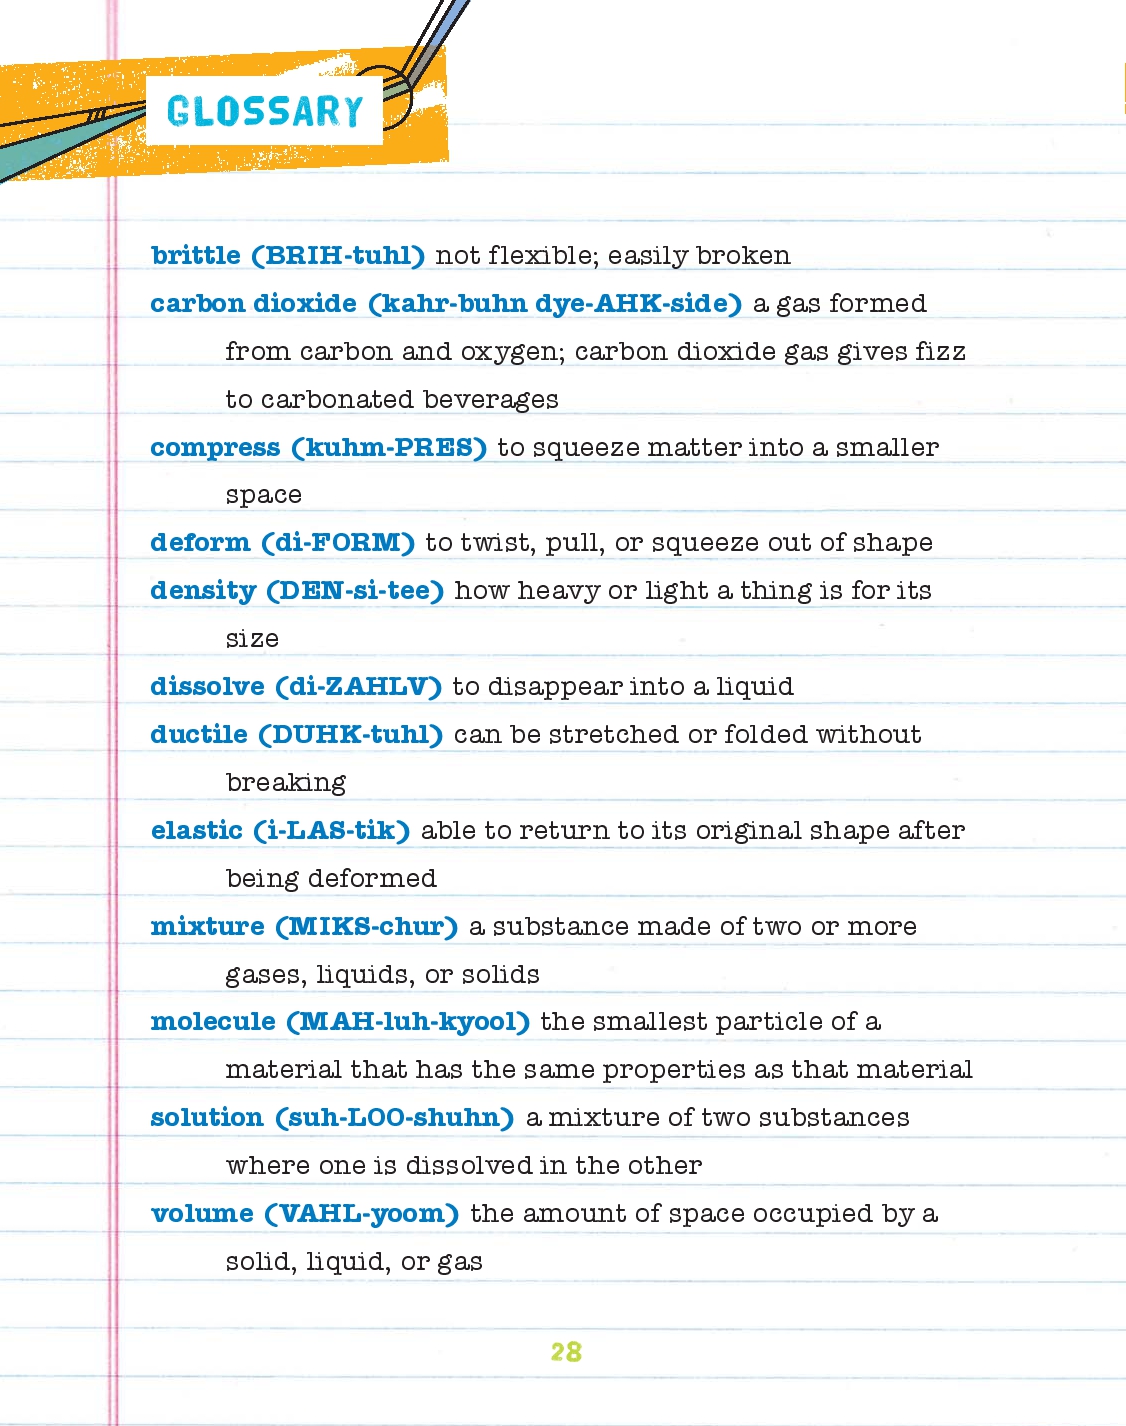 GLOSSARY
brittle (BRIH-tuhl) not flexible; easily broken
carbon dioxide (kahr-buhn dye-AHK-side) a gas formed
from carbon and oxygen; carbon dioxide gas gives fizz
to carbonated beverages
compress (kuhm-PRES) to squeeze matter into a smaller
space
deform (di-FORM) to twist, pull, or squeeze out of shape
density (DEN-si-tee) how heavy or light a thing is for its
size
dissolve (di-ZAHLV) to disappear into a liquid
ductile (DUHK-tuhl) can be stretched or folded without
breaking
elastic (i-LAS-tik) able to return to its original shape after
being deformed
mixture (MIKS-chur) a substance made of two or more
gases, liquids, or solids
molecule (MAH-luh-kyool) the smallest particle of a
material that has the same properties as that material
solution (suh-LOO-shuhn) a mixture of two substances
where one is dissolved in the other
volume (VAHL-yoom) the amount of space occupied by a
solid, liquid, or gas
28